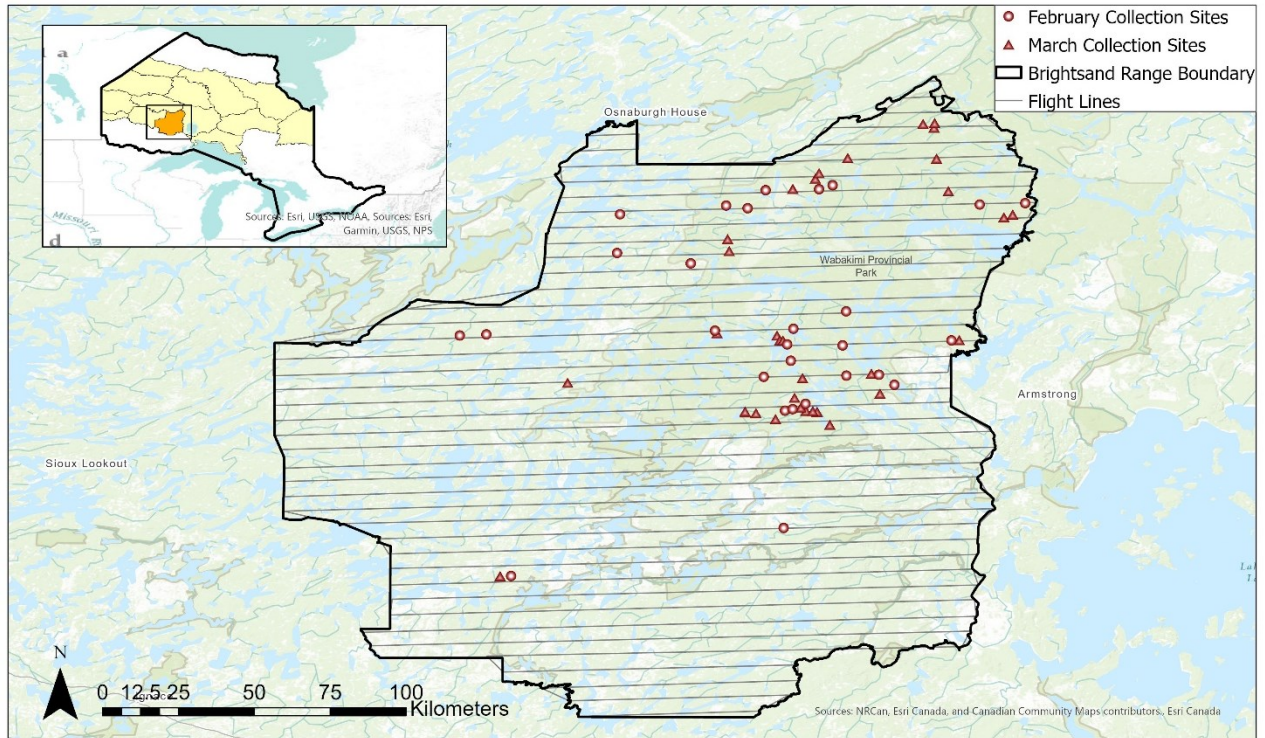 February Collection Sites
March Collection Sites
Brightsand Range Boundary
Flight Lines
Missouri
Sources: Esri, USGS, NOAA, Sources: Esri,
Garmin, USGS, NPS
Osnaburgh House
Wabakimi Provincial
Park
Armstrong
Sioux Lookout
N
0 12.5 25 50 75 100
Kilometers
Sources: NRCan, Esri Canada, and Canadian Community Maps contributors., Esri Canada